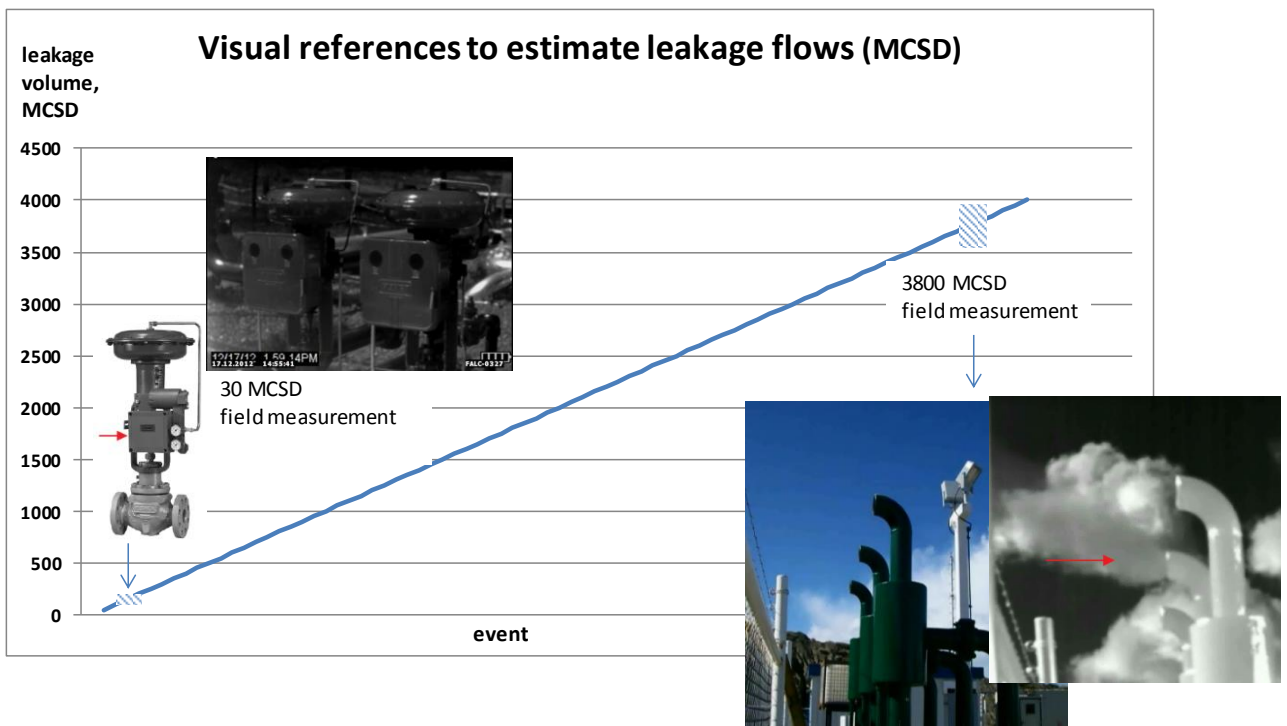 Visual references to estimate leakage flows (MCSD)
leakage
volume,
MCSD
4500
4000
3500
3000
2500
2000
1500
1000
500
0
12/17/12 1 59 14PM
17.12.2012 14:55:41
FALC-0327
30 MCSD
field measurement
3800 MCSD
field measurement
event